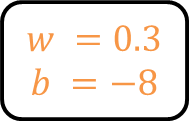 w = 0.3
b = −8